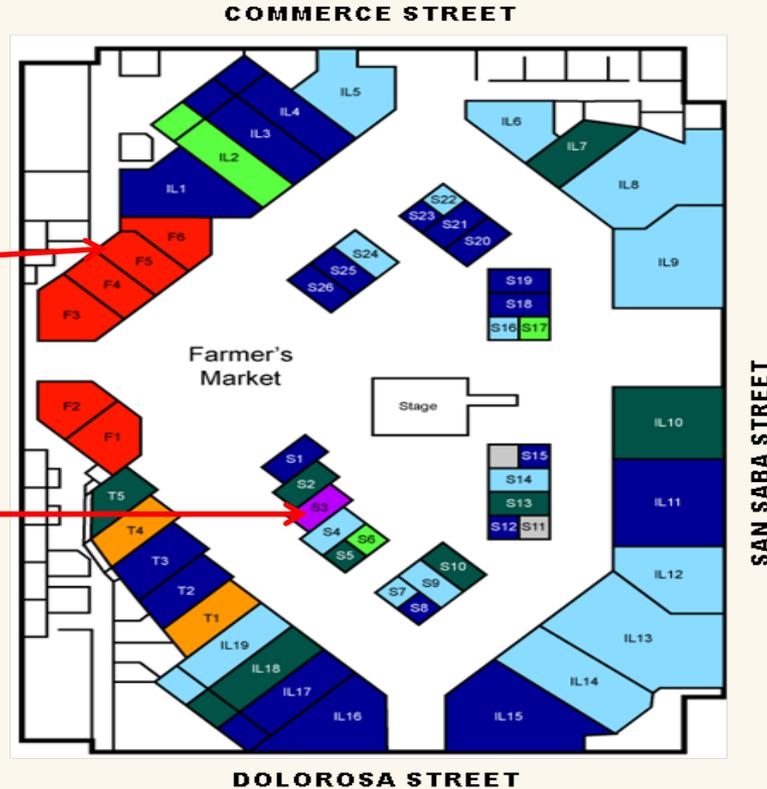 COMMERCE STREET
IL5
IL4
IL3
IL2
IL1
IL6
IL7
IL8
IL9
S22
S23
S21
S20
S24
S25
S26
F6
F5
F4
F3
S19
S18
S16
S17
Farmer's
Market
Stage
F2
F1
IL10
SAN SABA STREET
S1
S2
S3
S4
S6
S5
S15
S14
S13
S12
S11
IL11
T5
T4
T3
T2
T1
S10
S9
S7
S8
IL12
IL13
IL14
IL15
IL19
IL18
IL17
IL16
DOLOROSA STREET